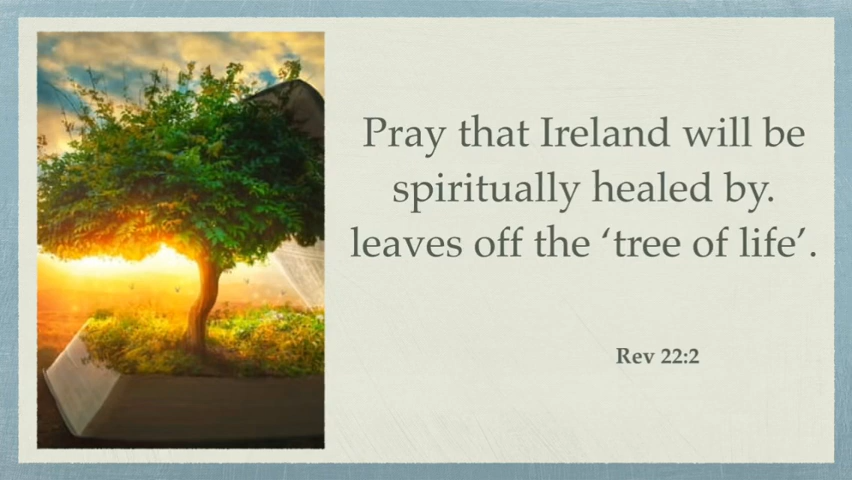 Pray that Ireland will be
spiritually healed by.
leaves off the ‘tree of life’.
Rev 22:2